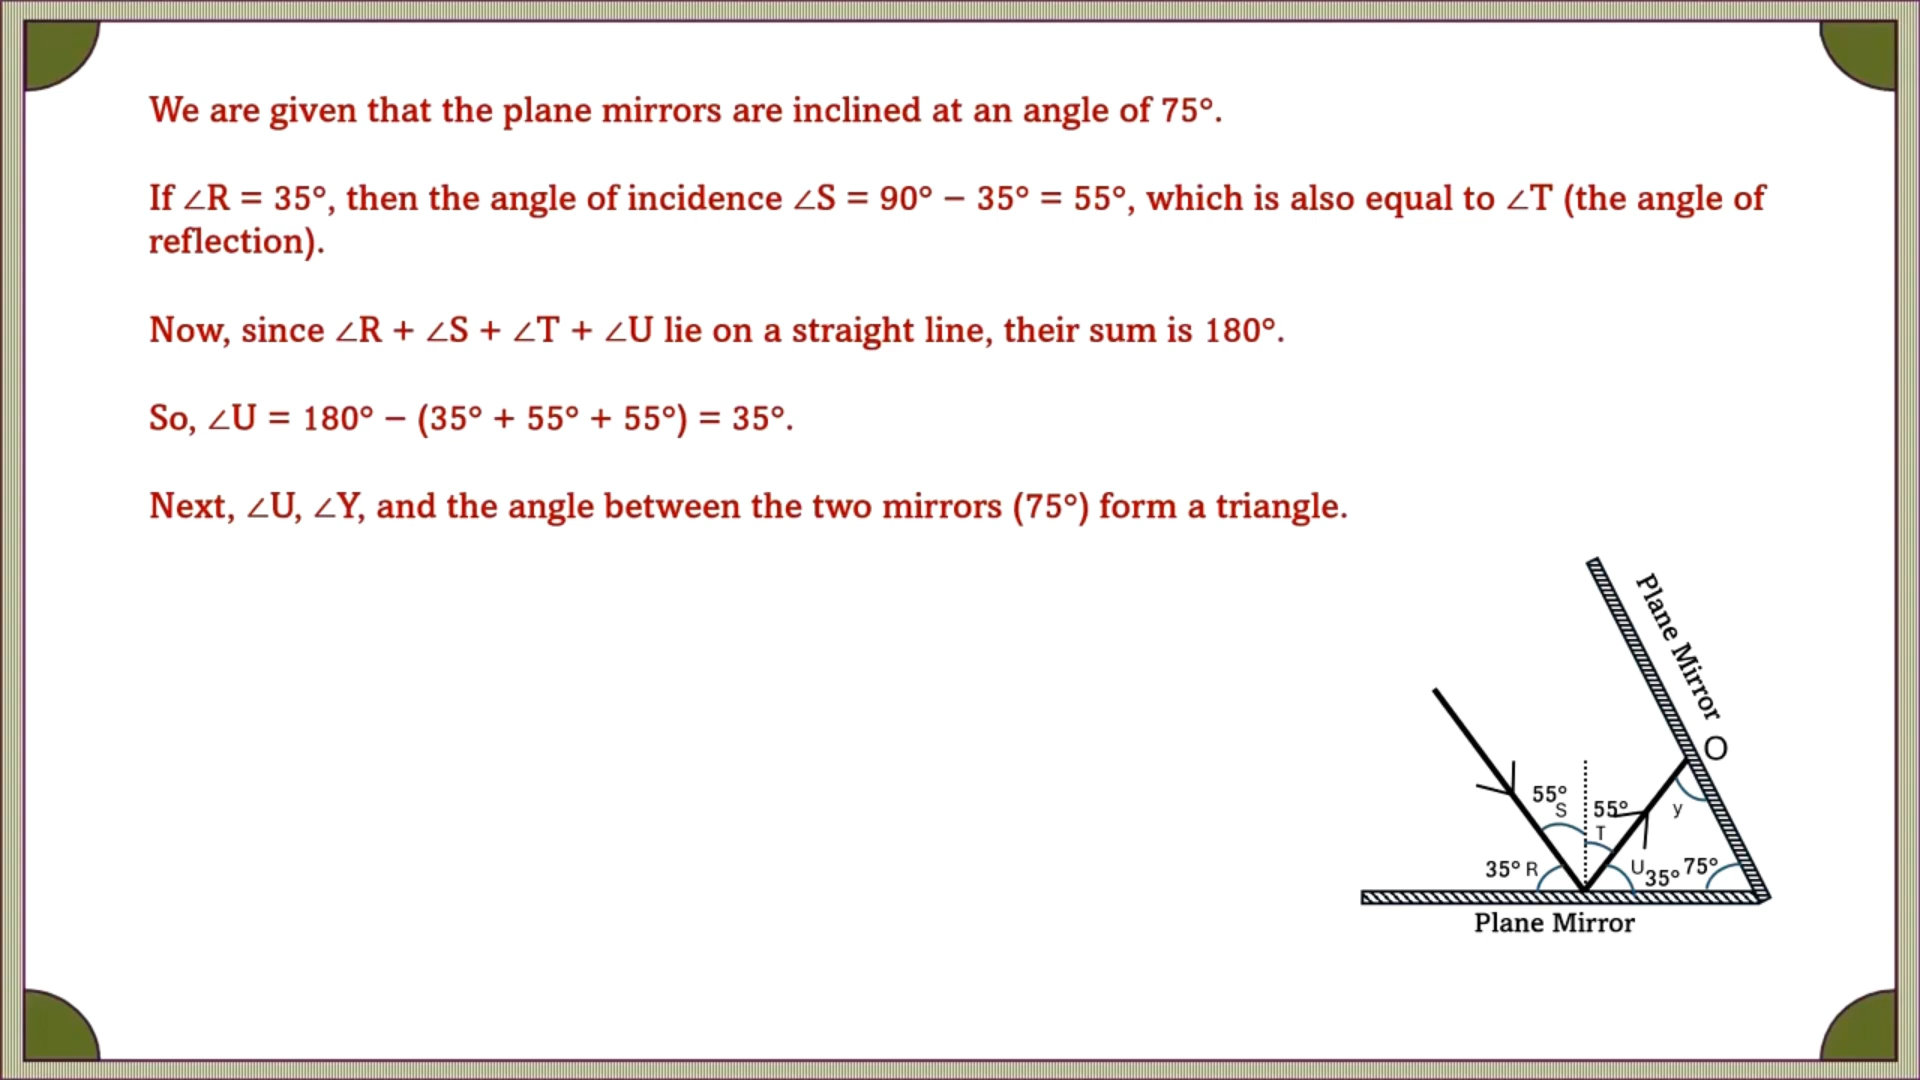 We are given that the plane mirrors are inclined at an angle of 75°.
If ∠R = 35°, then the angle of incidence ∠S = 90° − 35° = 55°, which is also equal to ∠T (the angle of
reflection).
Now, since ∠R + ∠S + ∠T + ∠U lie on a straight line, their sum is 180°.
So, ∠U = 180° − (35° + 55° + 55°) = 35°.
Next, ∠U, ∠Y, and the angle between the two mirrors (75°) form a triangle.
Plane Mirror
O
55°
S
55°
T
y
35° R
U
35°
75°
Plane Mirror